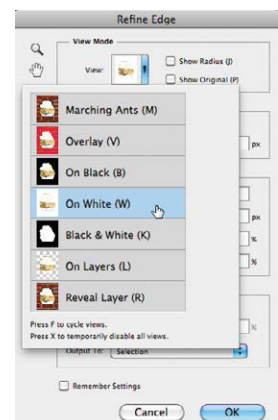 Refine Edge
View Mode
View:
Show Radius (J)
Show Original (P)
Marching Ants (M)
Overlay (V)
On Black (B)
On White (W)
Black & White (K)
On Layers (L)
Reveal Layer (R)
px
px
%
%
%
Press F to cycle views.
Press X to temporarily disable all views.
Output To: Selection
Remember Settings
Cancel
OK